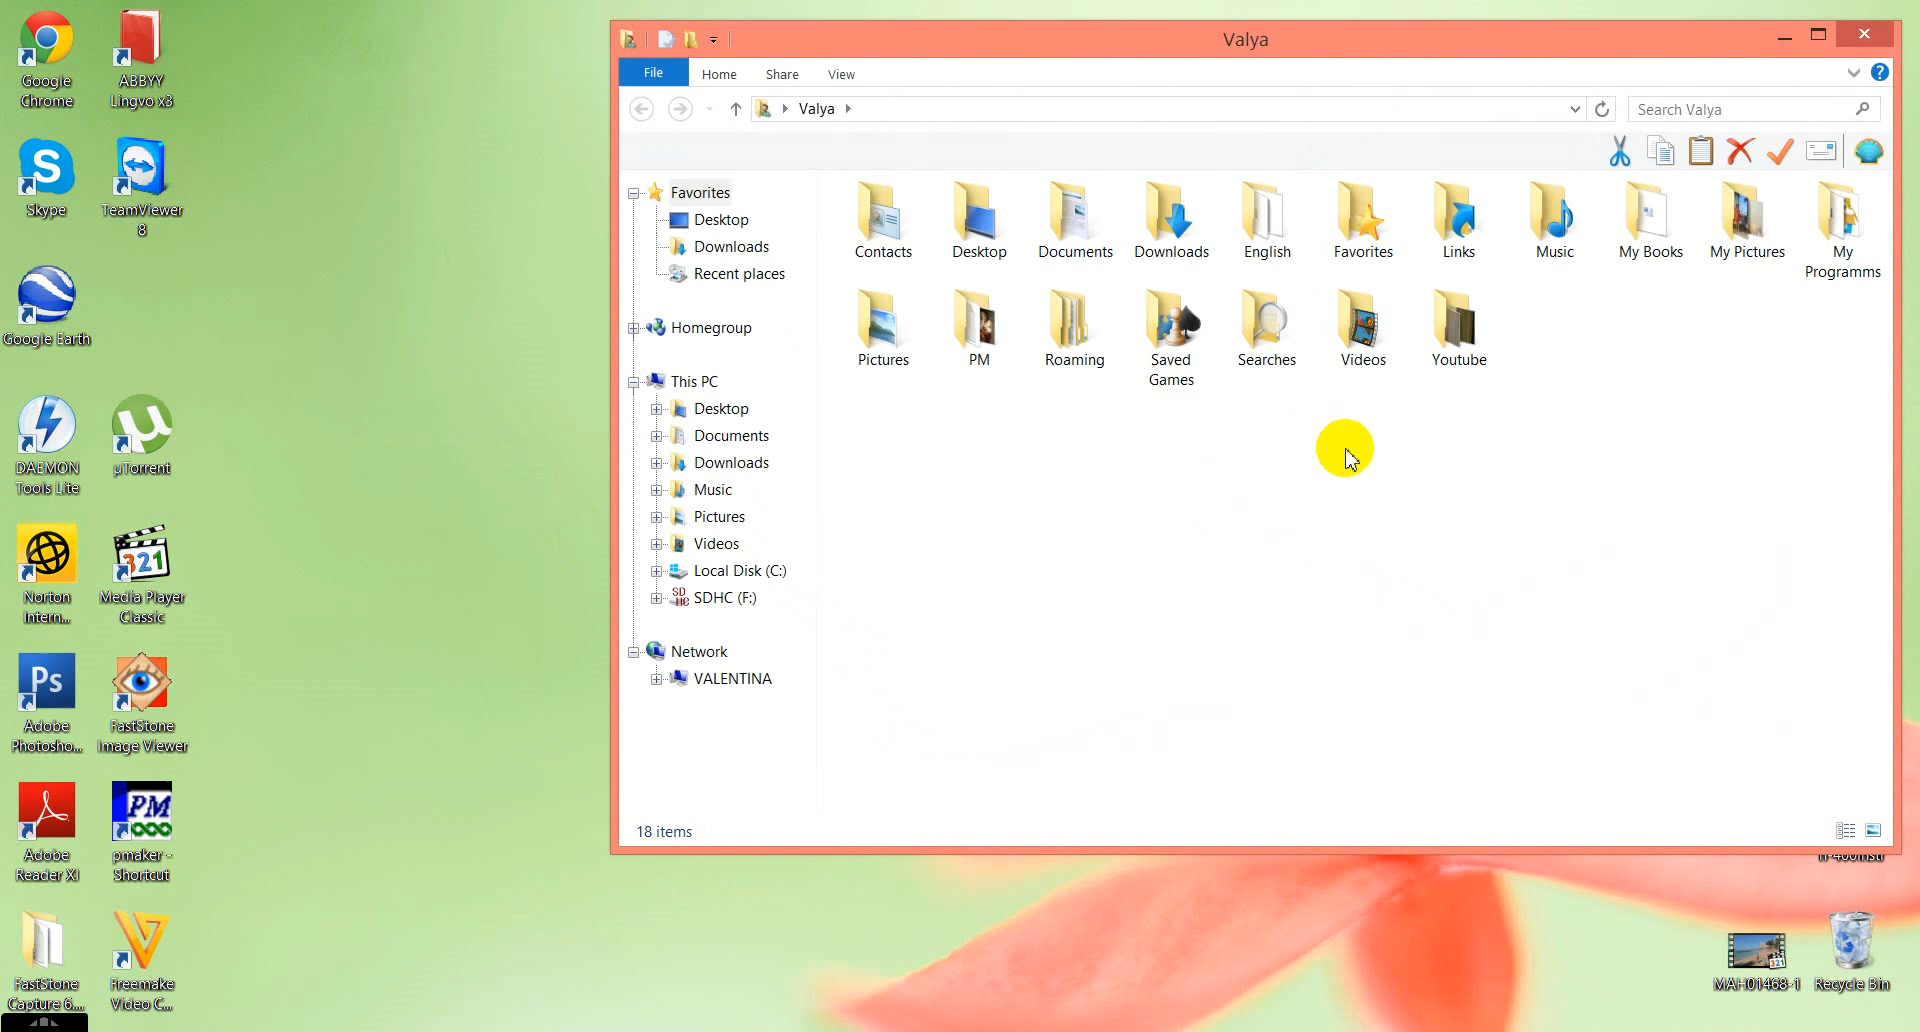 Google
Chrome
ABBYY
Lingvo x3
Skype
TeamViewer
8
Google Earth
DAEMON
Tools Lite
µTorrent
Norton
Intern...
321
Media Player
Classic
Ps
Adobe
Photosho...
FastStone
Image Viewer
Adobe
Reader XI
PM
pmaker -
Shortcut
FastStone
Capture 6....
Freemake
Video C...
Valya
File
Home
Share
View
Valya
Search Valya
Favorites
Desktop
Downloads
Recent places
Homegroup
This PC
Desktop
Documents
Downloads
Music
Pictures
Videos
Local Disk (C:)
SDHC (F:)
Network
VALENTINA
Contacts
Desktop
Documents
Downloads
English
Favorites
Links
Music
My Books
My Pictures
My
Programms
Pictures
PM
Roaming
Saved
Games
Searches
Videos
Youtube
18 items
MAH01468-1
Recycle Bin